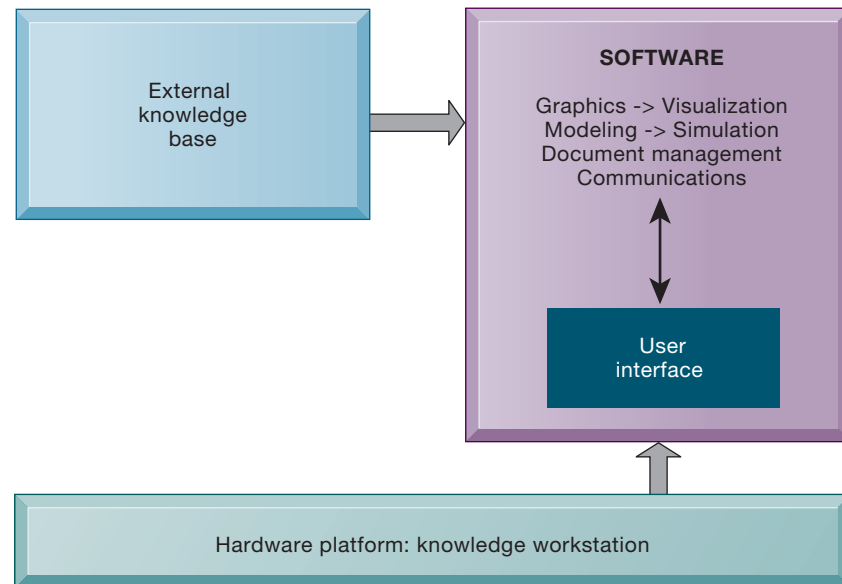 External
knowledge
base
SOFTWARE
Graphics -> Visualization
Modeling -> Simulation
Document management
Communications
User
interface
Hardware platform: knowledge workstation